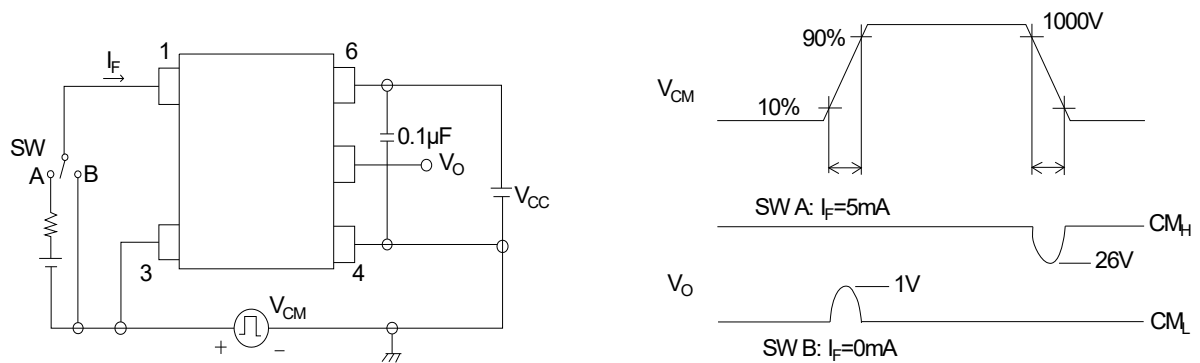 1
6
I_F
SW
A
B
0.1µF
V_O
V_CC
3
4
V_CM
+
–
90%
1000V
V_CM
10%
SW A: I_F=5mA
CM_H
26V
1V
V_O
CM_L
SW B: I_F=0mA